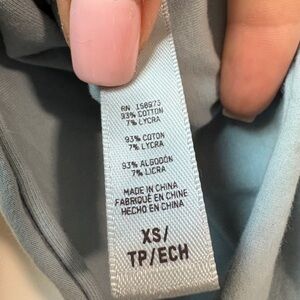 RN 158973
93% COTTON
7% LYCRA
93% COTON
7% LYCRA
93% ALGODÓN
7% LICRA
MADE IN CHINA
FABRIQUÉ EN CHINE
HECHO EN CHINA
XS/
TP/ECH